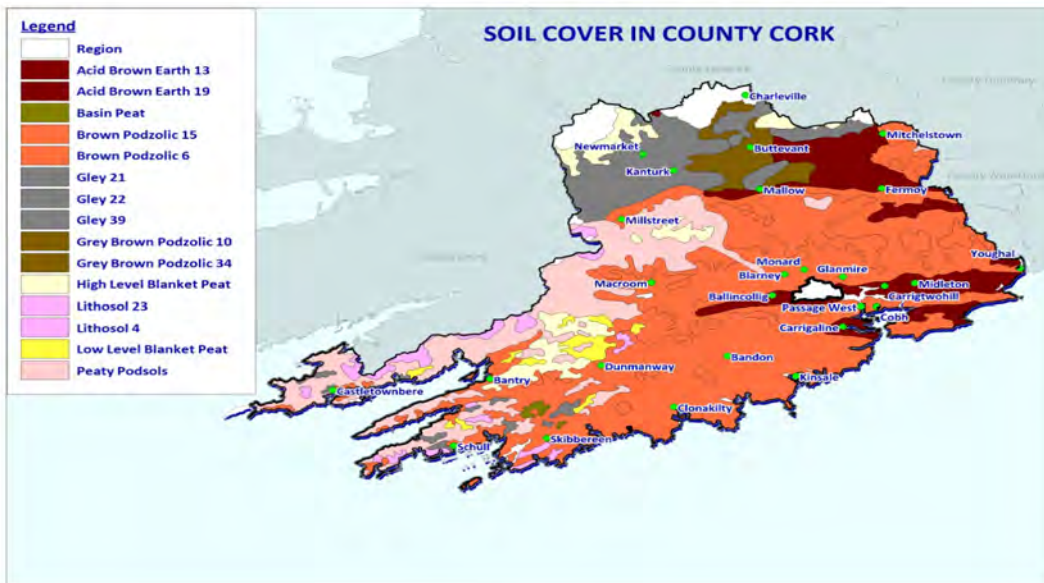 Legend
SOIL COVER IN COUNTY CORK
Region
Acid Brown Earth 13
Acid Brown Earth 19
Basin Peat
Brown Podzolic 15
Brown Podzolic 6
Gley 21
Gley 22
Gley 39
Grey Brown Podzolic 10
Grey Brown Podzolic 34
High Level Blanket Peat
Lithosol 23
Lithosol 4
Low Level Blanket Peat
Peaty Podsols
Charleville
Mitchelstown
Newmarket
Buttevant
Kanturk
Mallow
Fermoy
Millstreet
Youghal
Monard
Glanmire
Blarney
Macroom
Midleton
Ballincollig
Carrigtwohill
Passage West
Cobh
Carrigaline
Bandon
Dunmanway
Kinsale
Bantry
Castletownbere
Clonakilty
Skibbereen
Schull